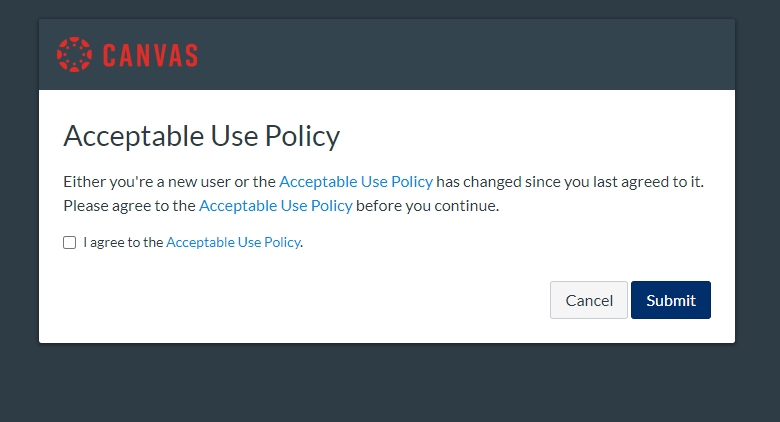 CANVAS
Acceptable Use Policy
Either you're a new user or the Acceptable Use Policy has changed since you last agreed to it.
Please agree to the Acceptable Use Policy before you continue.
I agree to the Acceptable Use Policy.
Cancel Submit